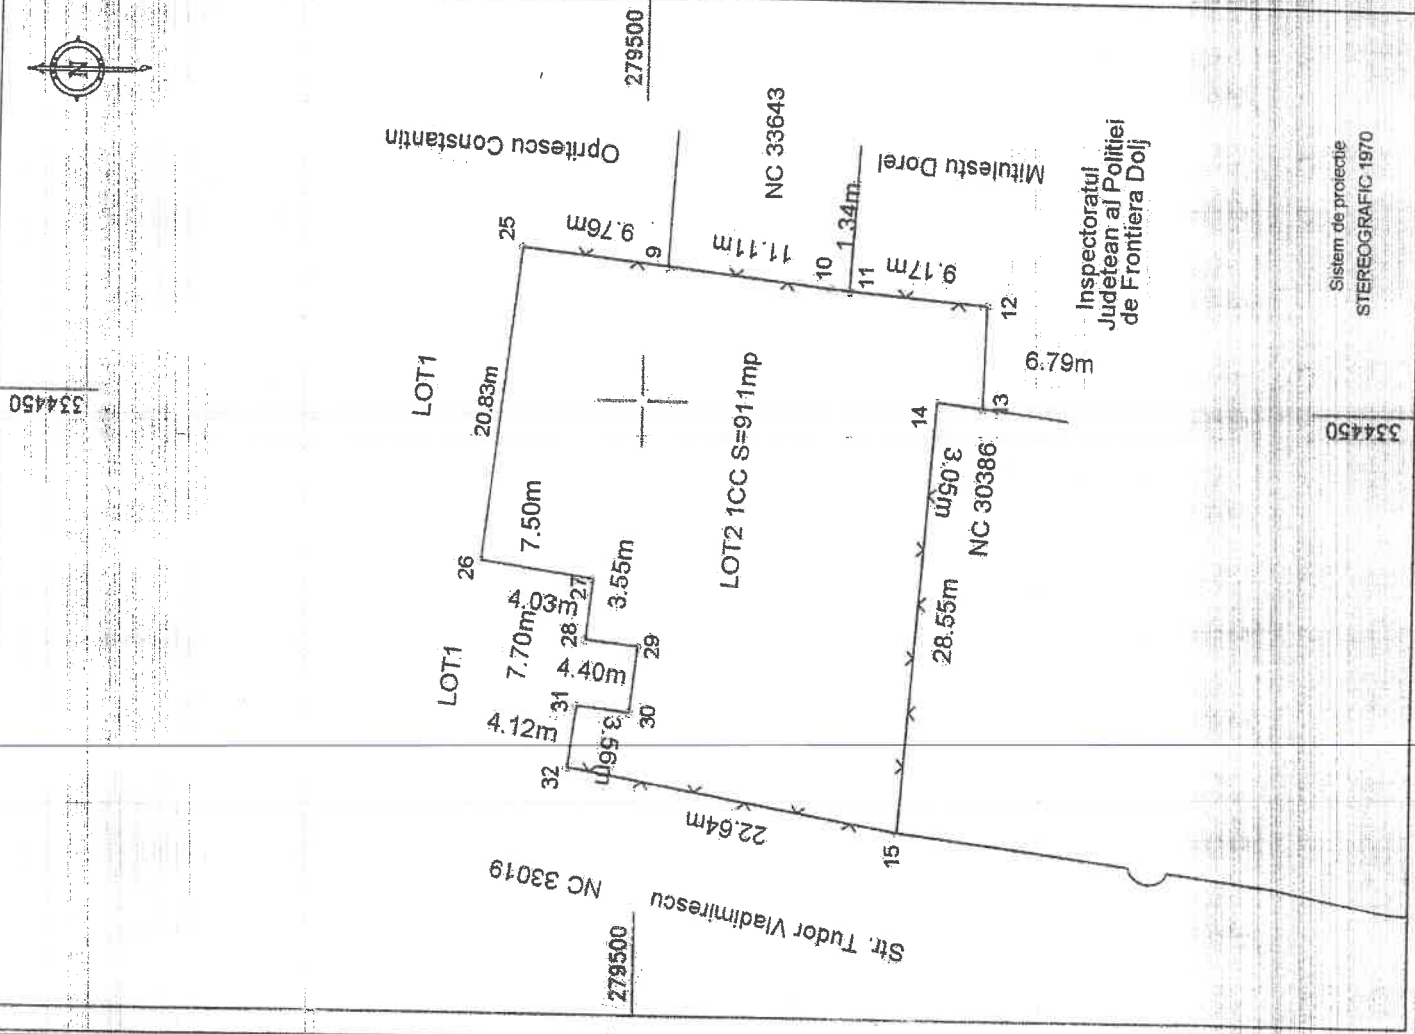 N
334450
279500
Opritescu Constantin
NC 33643
Mitulestu Dorel
Inspectoratul
Judetean al Politiei
de Frontiera Dolj
Sistem de proiectie
STEREOGRAFIC 1970
25
9.76m
9
11.11m
10
1.34m
11
9.17m
12
6.79m
13
14
LOT1
20.83m
26
7.50m
27
4.03m
28
3.55m
29
4.40m
7.70m
LOT1
31
30
4.12m
3.56m
32
LOT2 1CC S=911mp
3.05m
NC 30386
28.55m
22.64m
15
NC 33019
Str. Tudor Vladimirescu
279500
334450